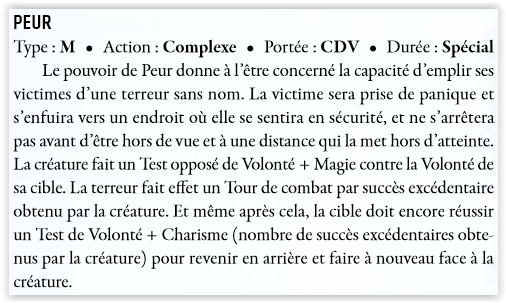 PEUR
Type : M • Action : Complexe • Portée : CDV • Durée : Spécial
Le pouvoir de Peur donne à l'être concerné la capacité d'emplir ses
victimes d'une terreur sans nom. La victime sera prise de panique et
s'enfuira vers un endroit où elle se sentira en sécurité, et ne s'arrêtera
pas avant d'être hors de vue et à une distance qui la met hors d'atteinte.
La créature fait un Test opposé de Volonté + Magie contre la Volonté de
sa cible. La terreur fait effet un Tour de combat par succès excédentaire
obtenu par la créature. Et même après cela, la cible doit encore réussir
un Test de Volonté + Charisme (nombre de succès excédentaires obte-
nus par la créature) pour revenir en arrière et faire à nouveau face à la
créature.